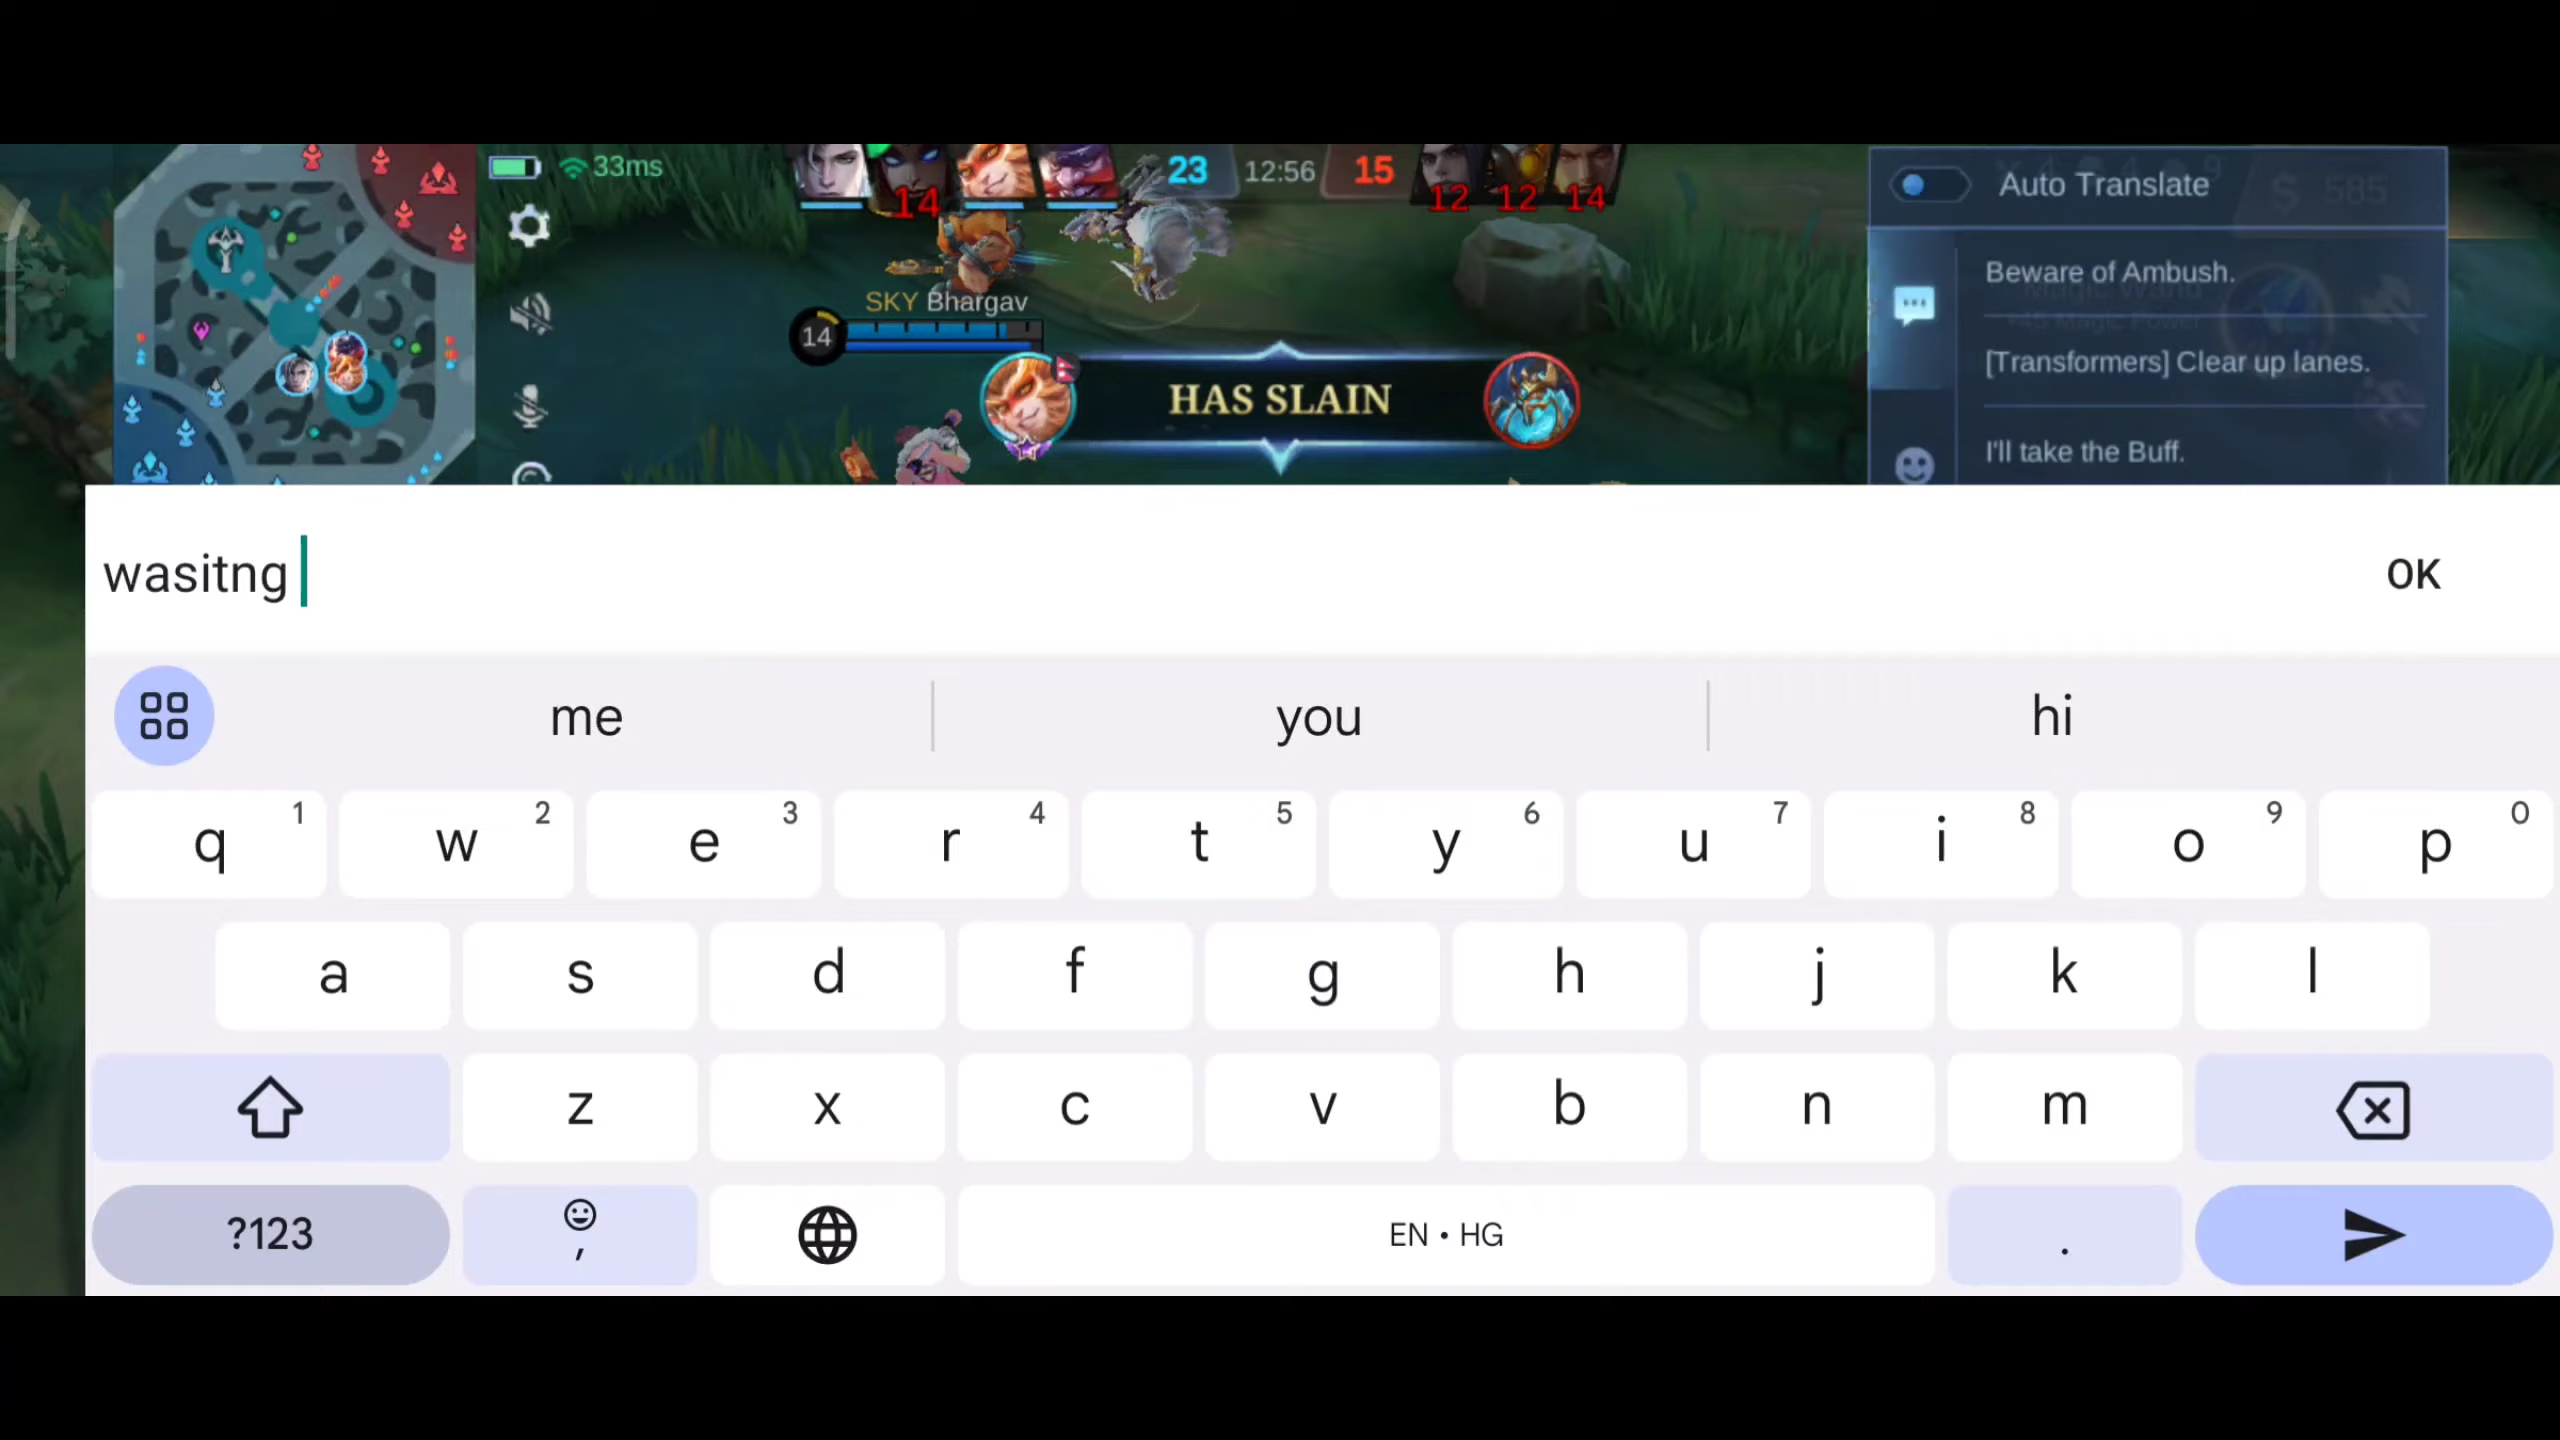 33ms
23 12:56 15
14
12 12 14
Auto Translate
$ 585
SKY Bhargav
14
HAS SLAIN
Beware of Ambush.
[Transformers] Clear up lanes.
I'll take the Buff.
wasitng
OK
me you hi
q 1 w 2 e 3 r 4 t 5 y 6 u 7 i 8 o 9 p 0
a s d f g h j k l
z x c v b n m
?123 , EN • HG .